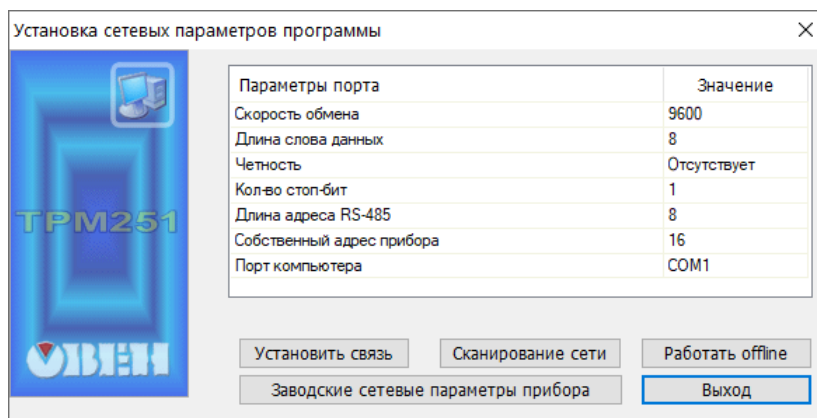 Установка сетевых параметров программы
Параметры порта Значение
Скорость обмена 9600
Длина слова данных 8
Четность Отсутствует
Кол-во стоп-бит 1
Длина адреса RS-485 8
Собственный адрес прибора 16
Порт компьютера COM1
ТРМ251
ОВЕН
Установить связь Сканирование сети Работать offline
Заводские сетевые параметры прибора Выход